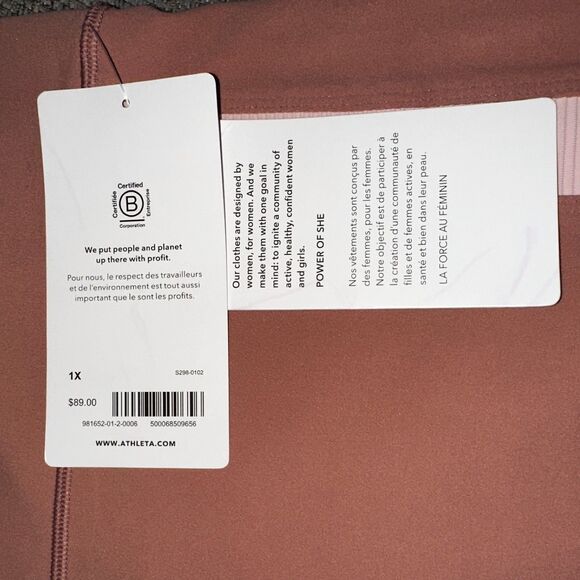 Certified
Certifiée
B
Entreprise
Corporation
We put people and planet
up there with profit.
Pour nous, le respect des travailleurs
et de l'environnement est tout aussi
important que le sont les profits.
1X
S298-0102
$89.00
981652-01-2-0006 500068509656
WWW.ATHLETA.COM
Our clothes are designed by
women, for women. And we
make them with one goal in
mind: to ignite a community of
active, healthy, confident women
and girls.
POWER OF SHE
Nos vêtements sont conçus par
des femmes, pour les femmes.
Notre objectif est de participer à
la création d'une communauté de
filles et de femmes actives, en
santé et bien dans leur peau.
LA FORCE AU FÉMININ